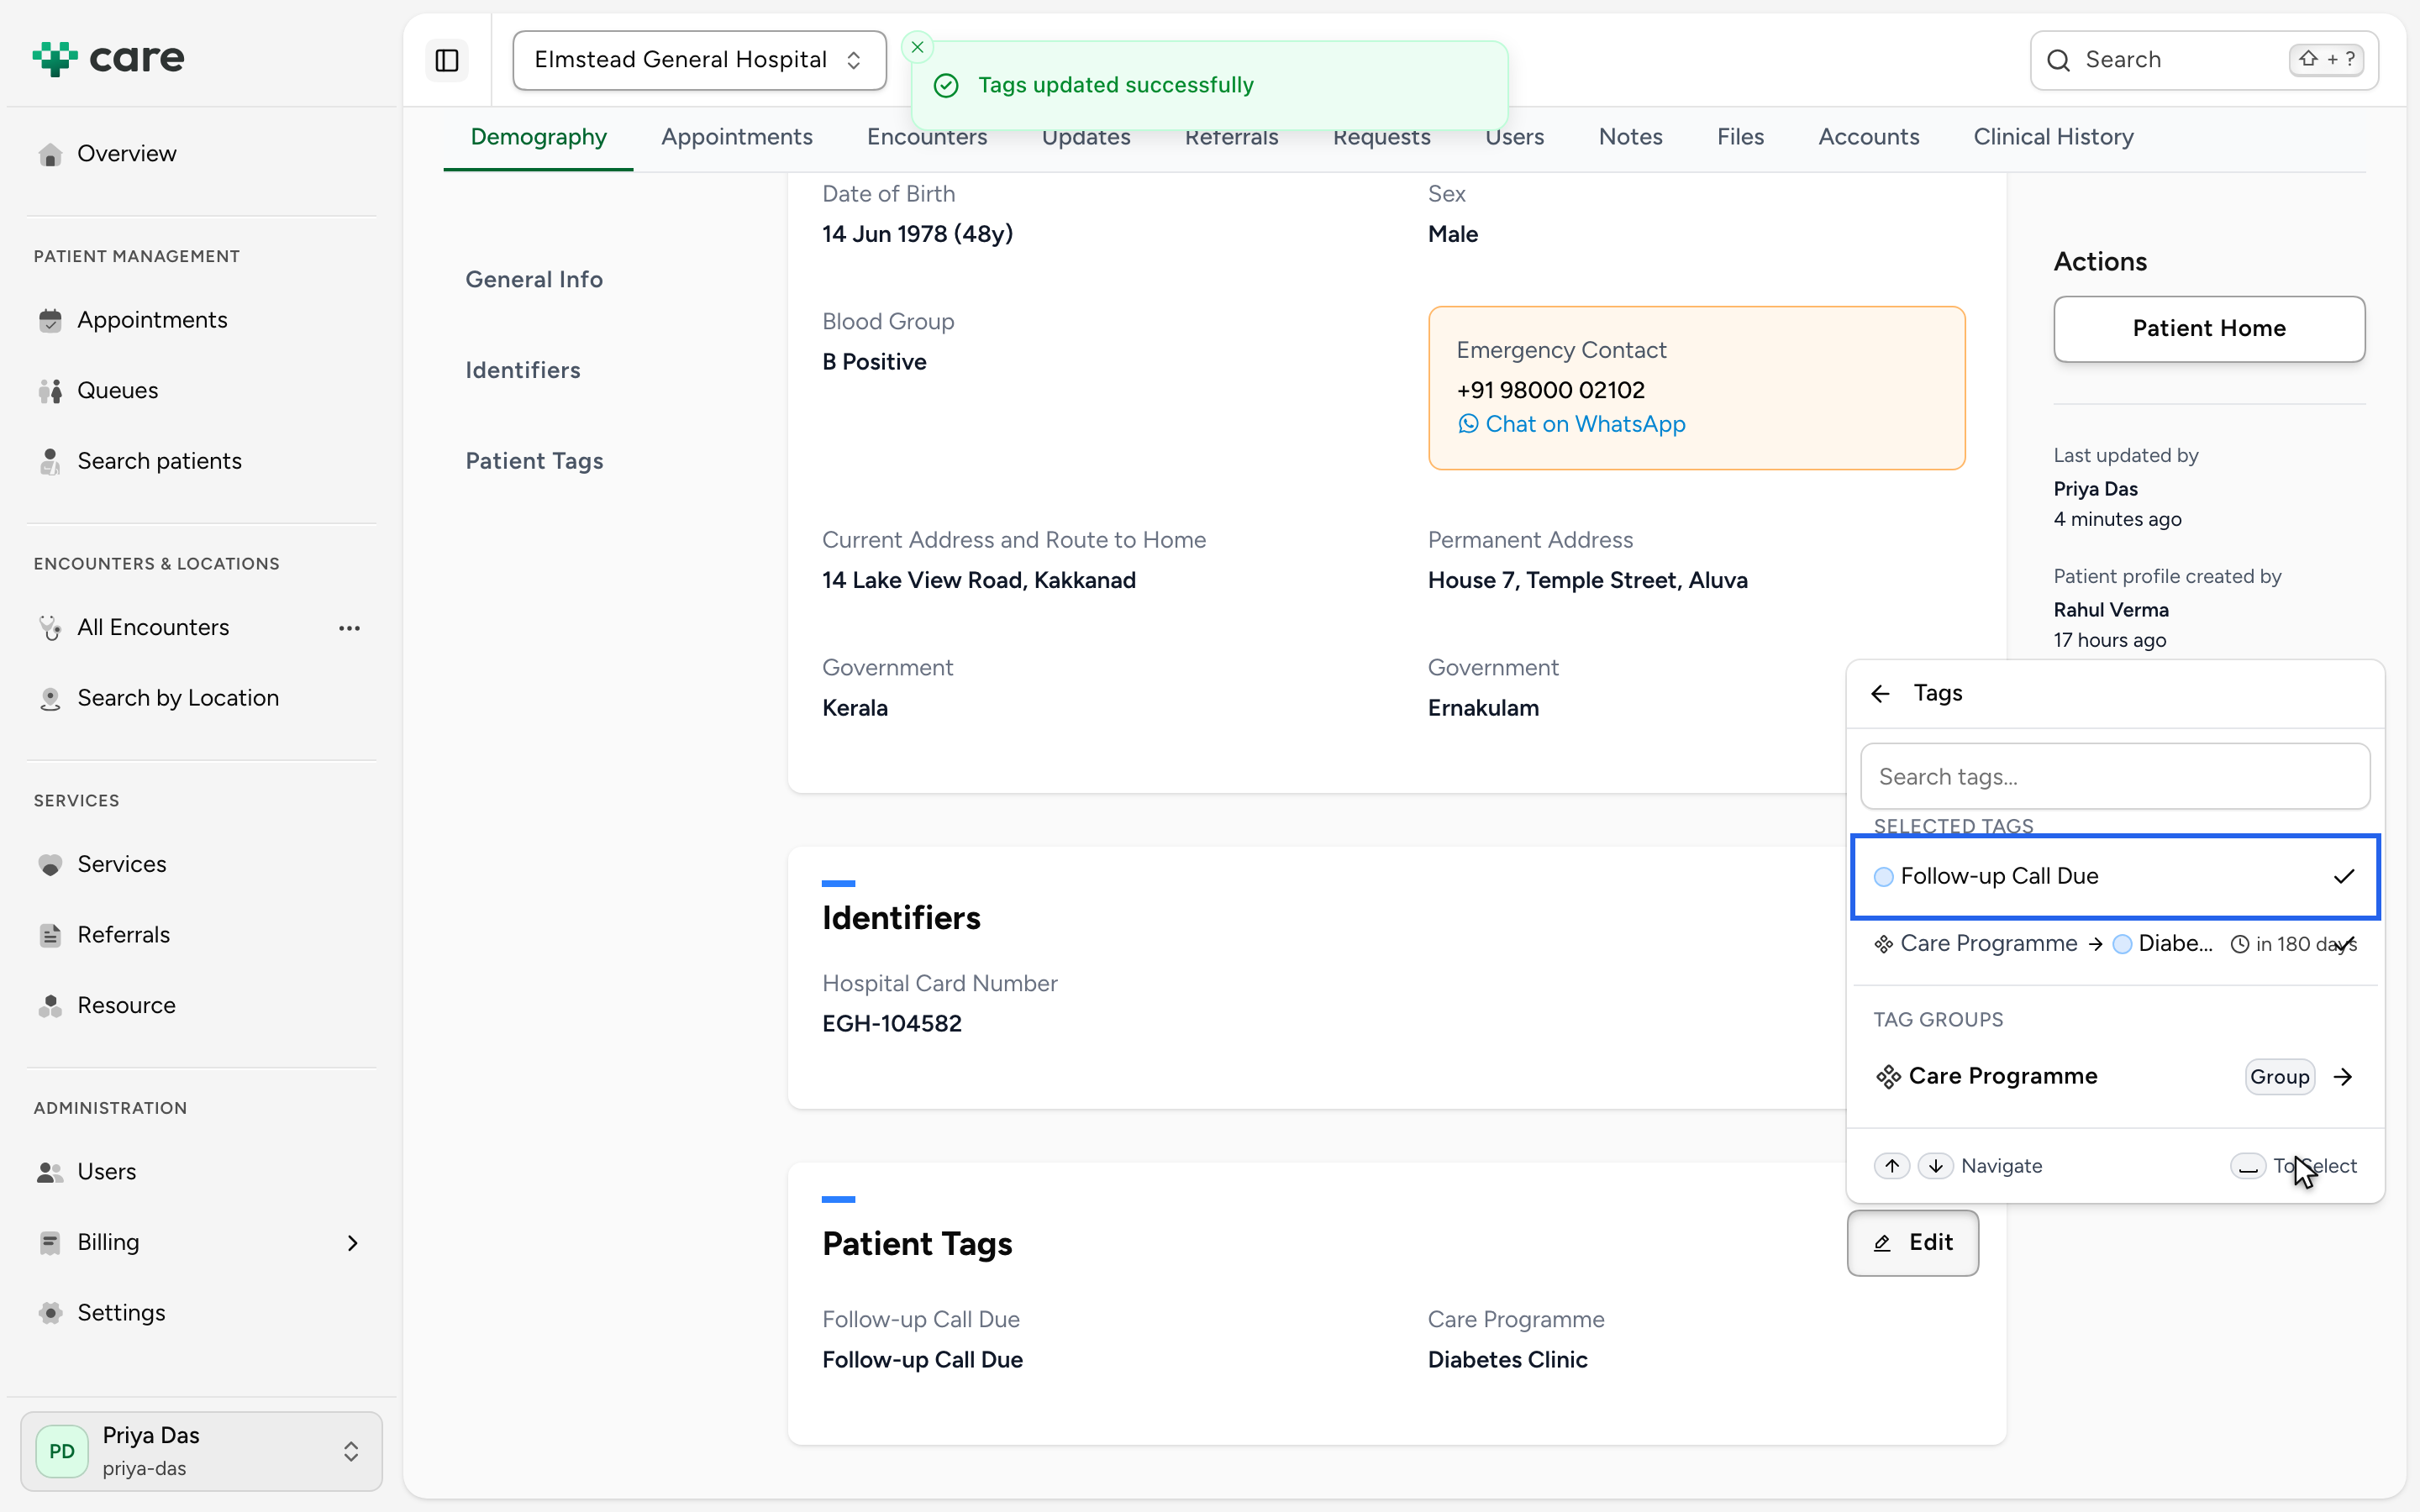 care
Elmstead General Hospital
Tags updated successfully
Search
+ ?
Overview
PATIENT MANAGEMENT
Appointments
Queues
Search patients
ENCOUNTERS & LOCATIONS
All Encounters
Search by Location
SERVICES
Services
Referrals
Resource
ADMINISTRATION
Users
Billing
Settings
PD
Priya Das
priya-das
Demography
Appointments
Encounters
Updates
Referrals
Requests
Users
Notes
Files
Accounts
Clinical History
General Info
Identifiers
Patient Tags
Date of Birth
14 Jun 1978 (48y)
Sex
Male
Blood Group
B Positive
Emergency Contact
+91 98000 02102
Chat on WhatsApp
Current Address and Route to Home
14 Lake View Road, Kakkanad
Permanent Address
House 7, Temple Street, Aluva
Government
Kerala
Government
Ernakulam
Identifiers
Hospital Card Number
EGH-104582
Patient Tags
Edit
Follow-up Call Due
Follow-up Call Due
Care Programme
Diabetes Clinic
Actions
Patient Home
Last updated by
Priya Das
4 minutes ago
Patient profile created by
Rahul Verma
17 hours ago
Tags
Search tags...
SELECTED TAGS
Follow-up Call Due
Care Programme → Diabe... in 180 days
TAG GROUPS
Care Programme
Group
Navigate
To Select